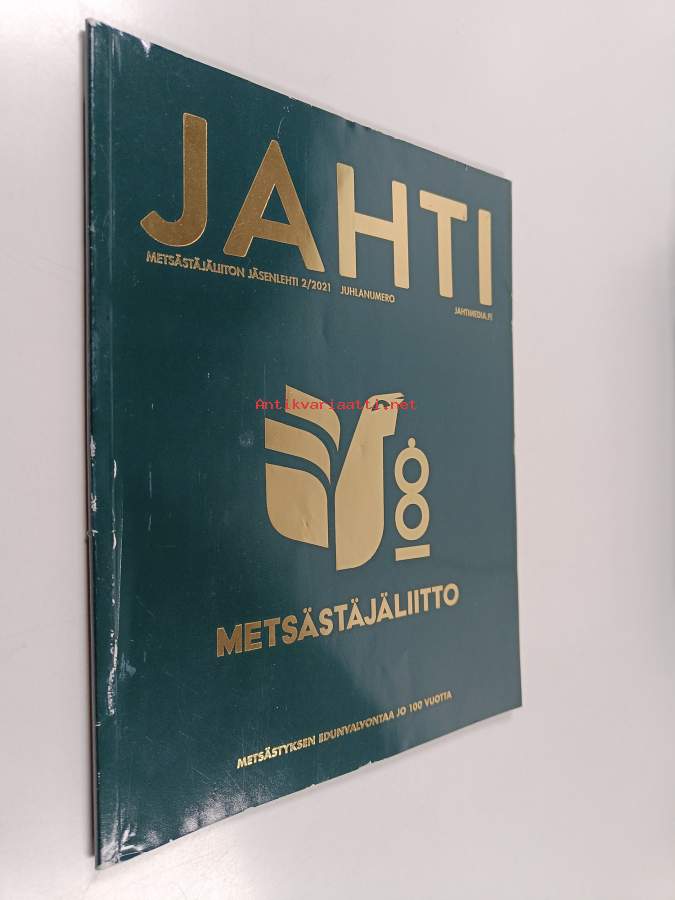 JAHTI
METSÄSTÄJÄLIITON JÄSENLEHTI 2/2021 JUHLANUMERO JAHTIMEDIA.FI
Antikvariaatti.net
100
METSÄSTÄJÄLIITTO
METSÄSTYKSEN EDUNVALVONTAA JO 100 VUOTTA